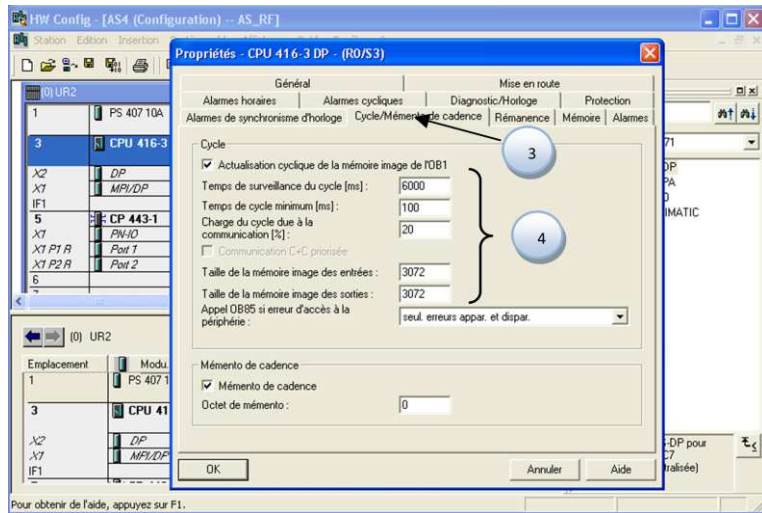 HW Config - [AS4 (Configuration) -- AS_RF]
Station Edition Insertion
Propriétés - CPU 416-3 DP - (R0/S3)
Général
Mise en route
Alarmes horaires
Alarmes cycliques
Diagnostic/Horloge
Protection
Alarmes de synchronisme d'horloge
Cycle/Mémento de cadence
Rémanence
Mémoire
Alarmes
(0) UR2
1 PS 407 10A
3 CPU 416-3
X2 DP
X1 MPI/DP
IF1
5 CP 443-1
X1 PN-IO
X1 P1 R Port 1
X1 P2 R Port 2
6
7
Cycle
Actualisation cyclique de la mémoire image de l'OB1
Temps de surveillance du cycle [ms] : 6000
Temps de cycle minimum [ms] : 100
Charge du cycle due à la
communication [%] : 20
Communication C+C priorisée
Taille de la mémoire image des entrées : 3072
Taille de la mémoire image des sorties : 3072
Appel OB85 si erreur d'accès à la
périphérie : seul. erreurs appar. et dispar.
3
4
Mémento de cadence
Mémento de cadence
Octet de mémento : 0
OK
Annuler
Aide
(0) UR2
Emplacement Modu
1 PS 407 1
3 CPU 41
X2 DP
X1 MPI/DP
IF1
71
DP
PA
IMATIC
-DP pour
C7
tralisée)
Pour obtenir de l'aide, appuyez sur F1.